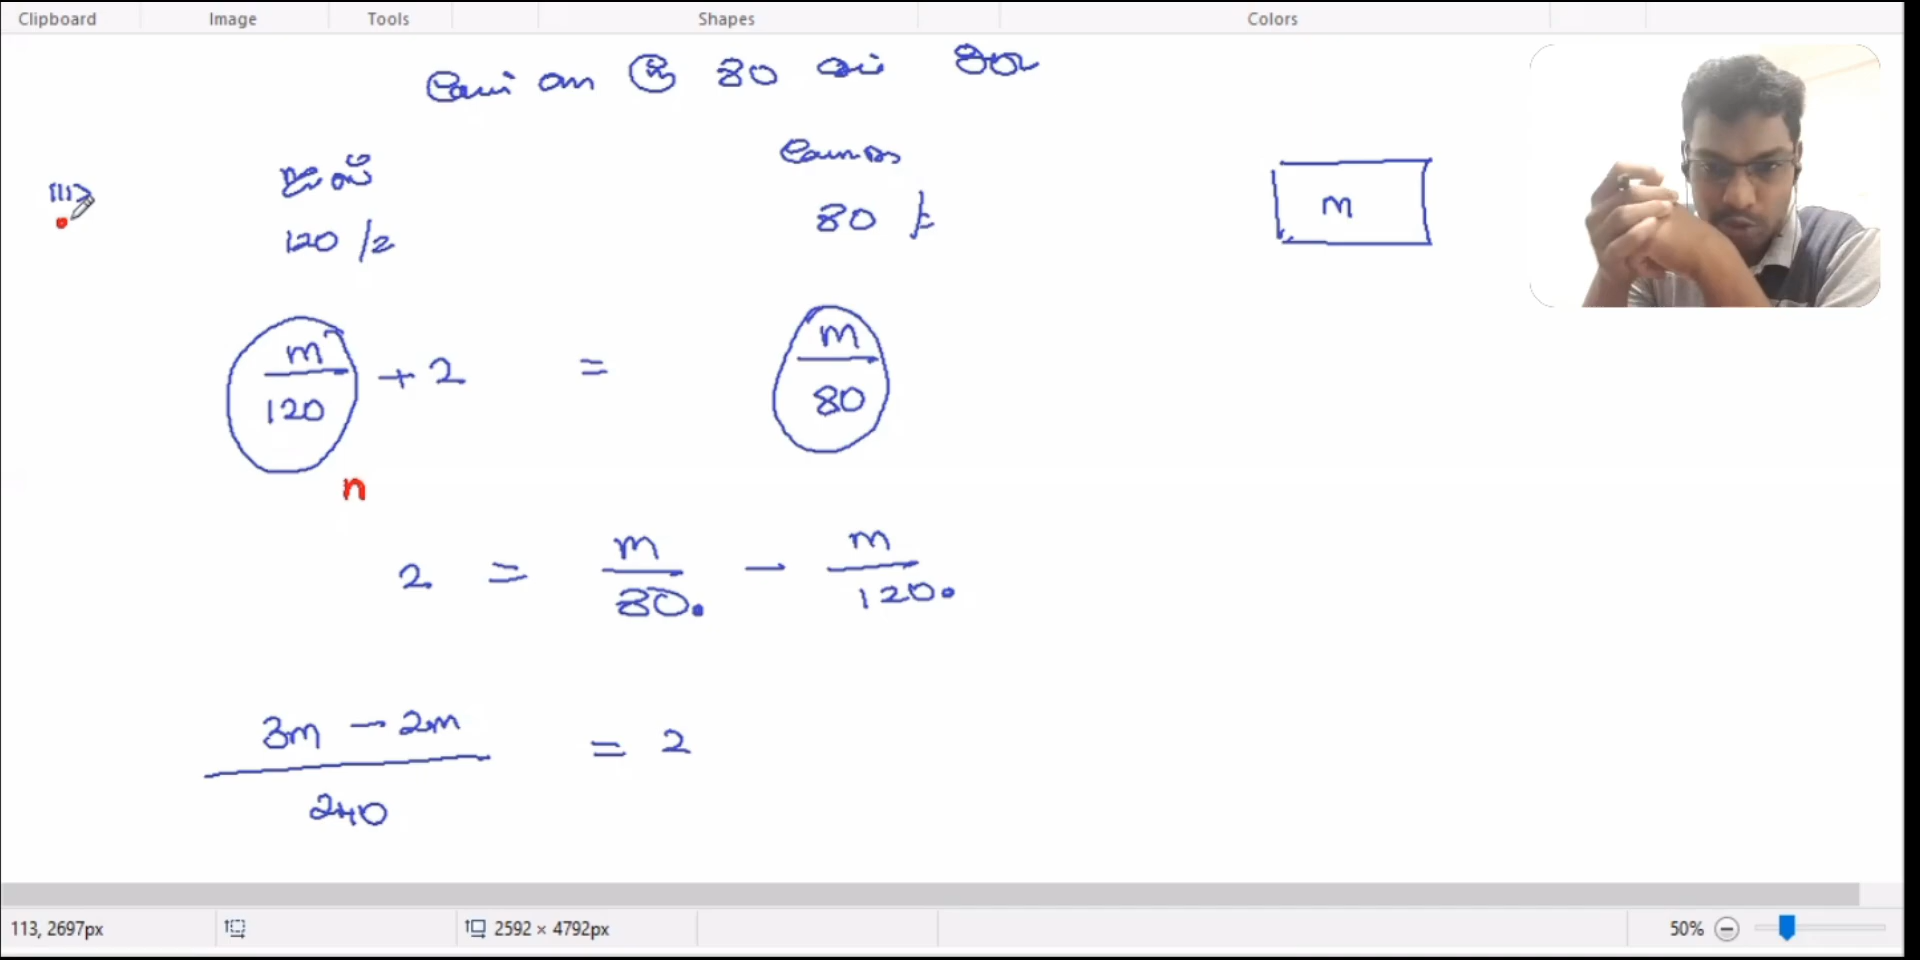 Clipboard Image Tools Shapes Colors
80
80 /=
m
120 /=
m/120 + 2 = m/80
n
2 = m/80. - m/120.
(3m - 2m)/240 = 2
113, 2697px 2592 × 4792px 50%